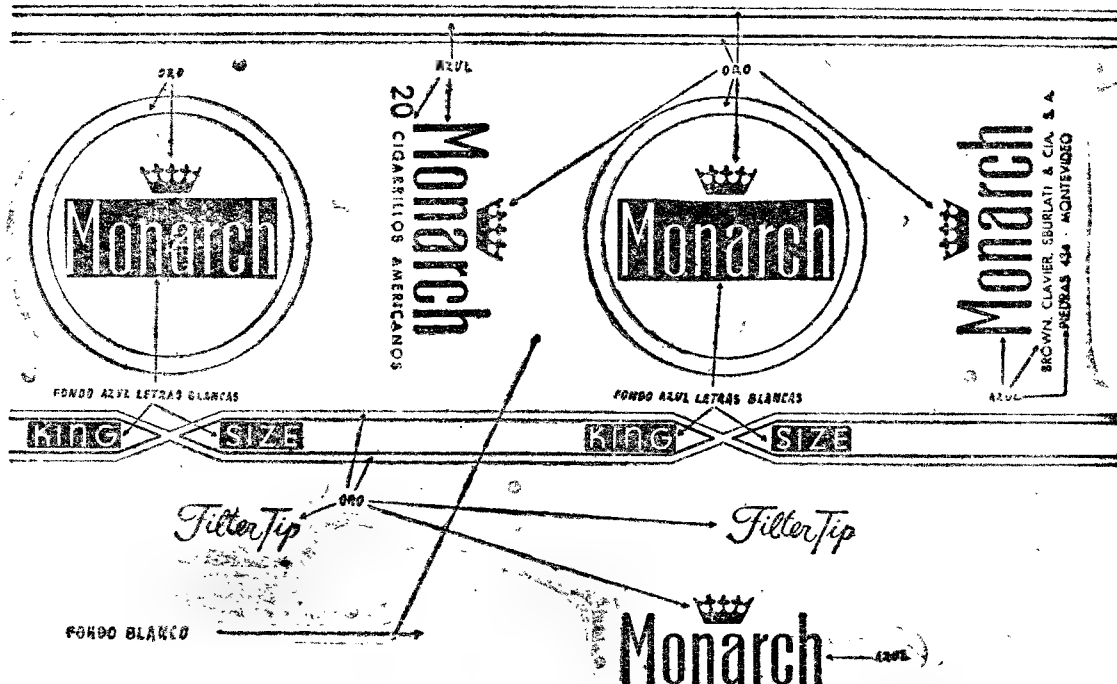 ORO
AZUL
ORO
Monarch
20 CIGARRILLOS AMERICANOS
Monarch
Monarch
Monarch
BROWN, CLAVIER, SBURLATI & CIA. S. A.
PIEDRAS 434 · MONTEVIDEO
FONDO AZUL LETRAS BLANCAS
FONDO AZUL LETRAS BLANCAS
AZUL
KING SIZE
KING SIZE
ORO
Filter Tip
Filter Tip
FONDO BLANCO
Monarch
AZUL